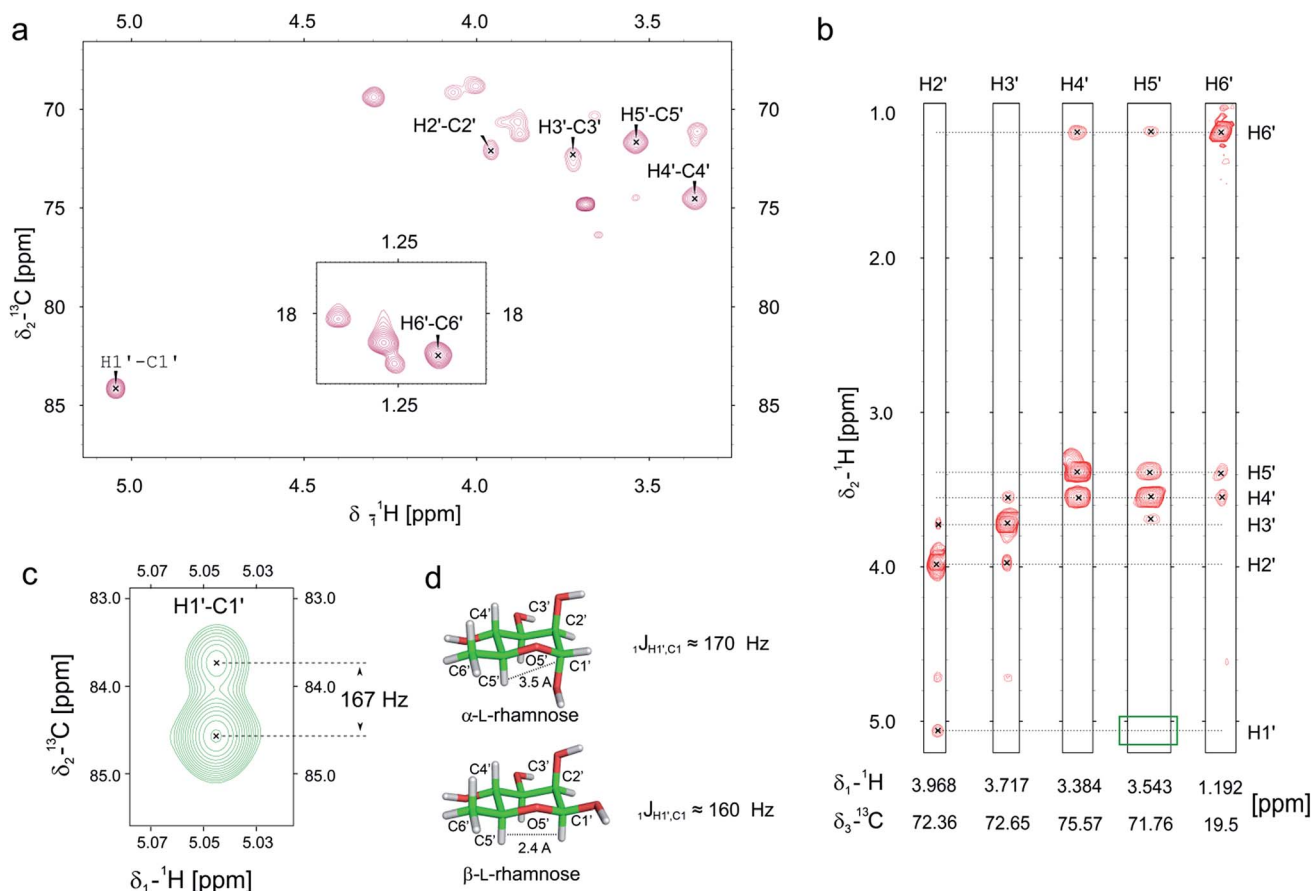 a
5.0 4.5 4.0 3.5
70 70
H2'-C2' H3'-C3' H5'-C5'
H4'-C4'
75 75
1.25
80 80
18 18
H6'-C6'
H1'-C1'
1.25
85 85
5.0 4.5 4.0 3.5
δ2-13C [ppm]
δ1-1H [ppm]
b
H2' H3' H4' H5' H6'
1.0
H6'
2.0
3.0
H5'
H4'
H3'
H2'
4.0
5.0
H1'
δ2-1H [ppm]
δ1-1H 3.968 3.717 3.384 3.543 1.192
[ppm]
δ3-13C 72.36 72.65 75.57 71.76 19.5
c
5.07 5.05 5.03
83.0 83.0
H1'-C1'
84.0 84.0
167 Hz
85.0 85.0
5.07 5.05 5.03
δ2-13C [ppm]
δ1-1H [ppm]
d
C4' C3' C2'
C6' O5' C1'
C5' 3.5 A
α-L-rhamnose
1JH1',C1 ≈ 170 Hz
C4' C3' C2'
C6' O5' C1'
C5' 2.4 A
β-L-rhamnose
1JH1',C1 ≈ 160 Hz